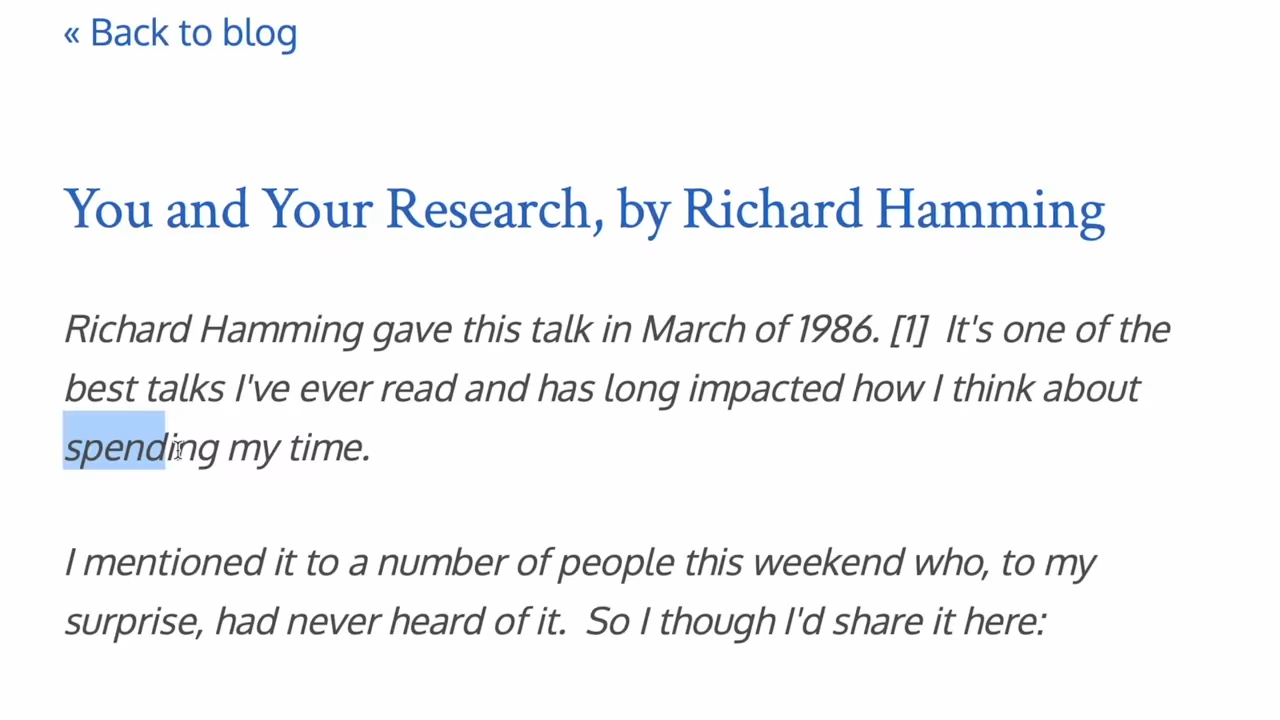 « Back to blog
You and Your Research, by Richard Hamming
Richard Hamming gave this talk in March of 1986. [1]  It's one of the
best talks I've ever read and has long impacted how I think about
spending my time.
I mentioned it to a number of people this weekend who, to my
surprise, had never heard of it.  So I though I'd share it here: